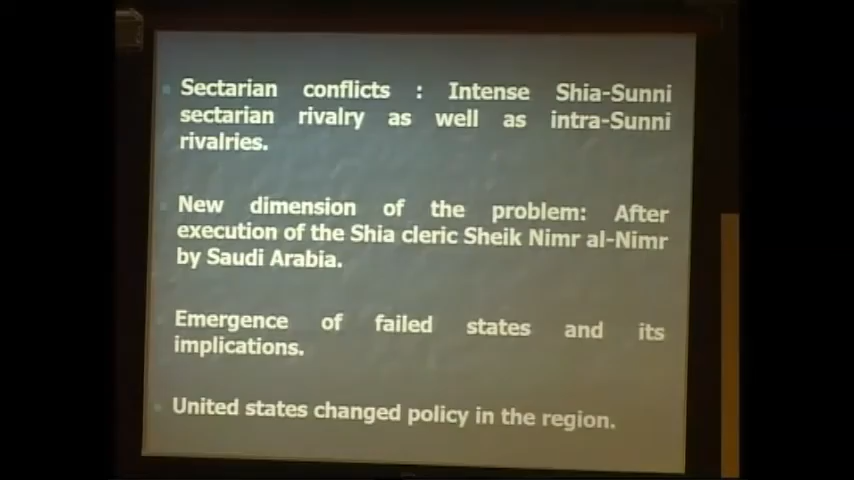 Sectarian conflicts : Intense Shia-Sunni
sectarian rivalry as well as intra-Sunni
rivalries.
New dimension of the problem: After
execution of the Shia cleric Sheik Nimr al-Nimr
by Saudi Arabia.
Emergence of failed states and its
implications.
United states changed policy in the region.